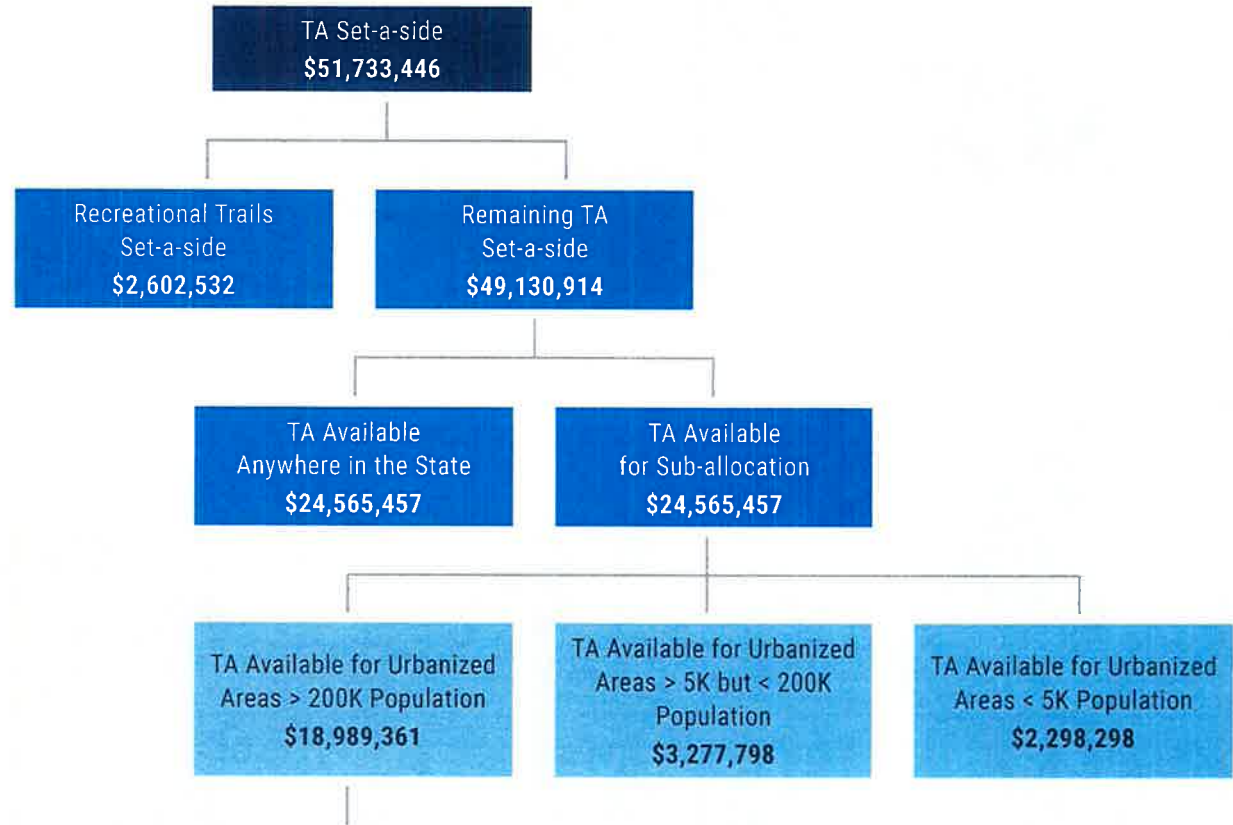 TA Set-a-side
$51,733,446
Recreational Trails
Set-a-side
$2,602,532
Remaining TA
Set-a-side
$49,130,914
TA Available
Anywhere in the State
$24,565,457
TA Available
for Sub-allocation
$24,565,457
TA Available for Urbanized
Areas > 200K Population
$18,989,361
TA Available for Urbanized
Areas > 5K but < 200K
Population
$3,277,798
TA Available for Urbanized
Areas < 5K Population
$2,298,298